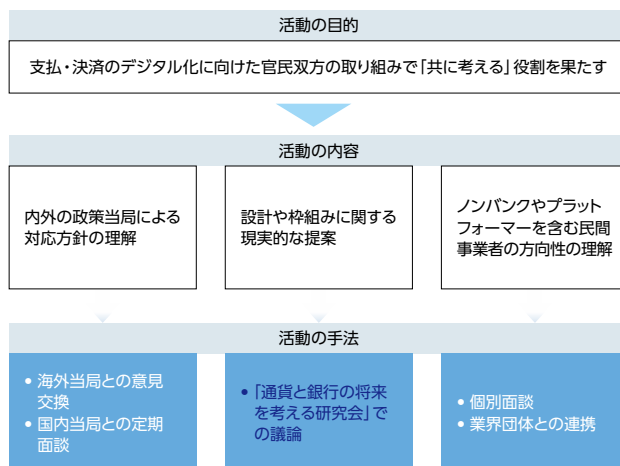 活動の目的
支払・決済のデジタル化に向けた官民双方の取り組みで「共に考える」役割を果たす
活動の内容
内外の政策当局による
対応方針の理解
設計や枠組みに関する
現実的な提案
ノンバンクやプラット
フォーマーを含む民間
事業者の方向性の理解
活動の手法
• 海外当局との意見
交換
• 国内当局との定期
面談
• 「通貨と銀行の将来
を考える研究会」で
の議論
• 個別面談
• 業界団体との連携